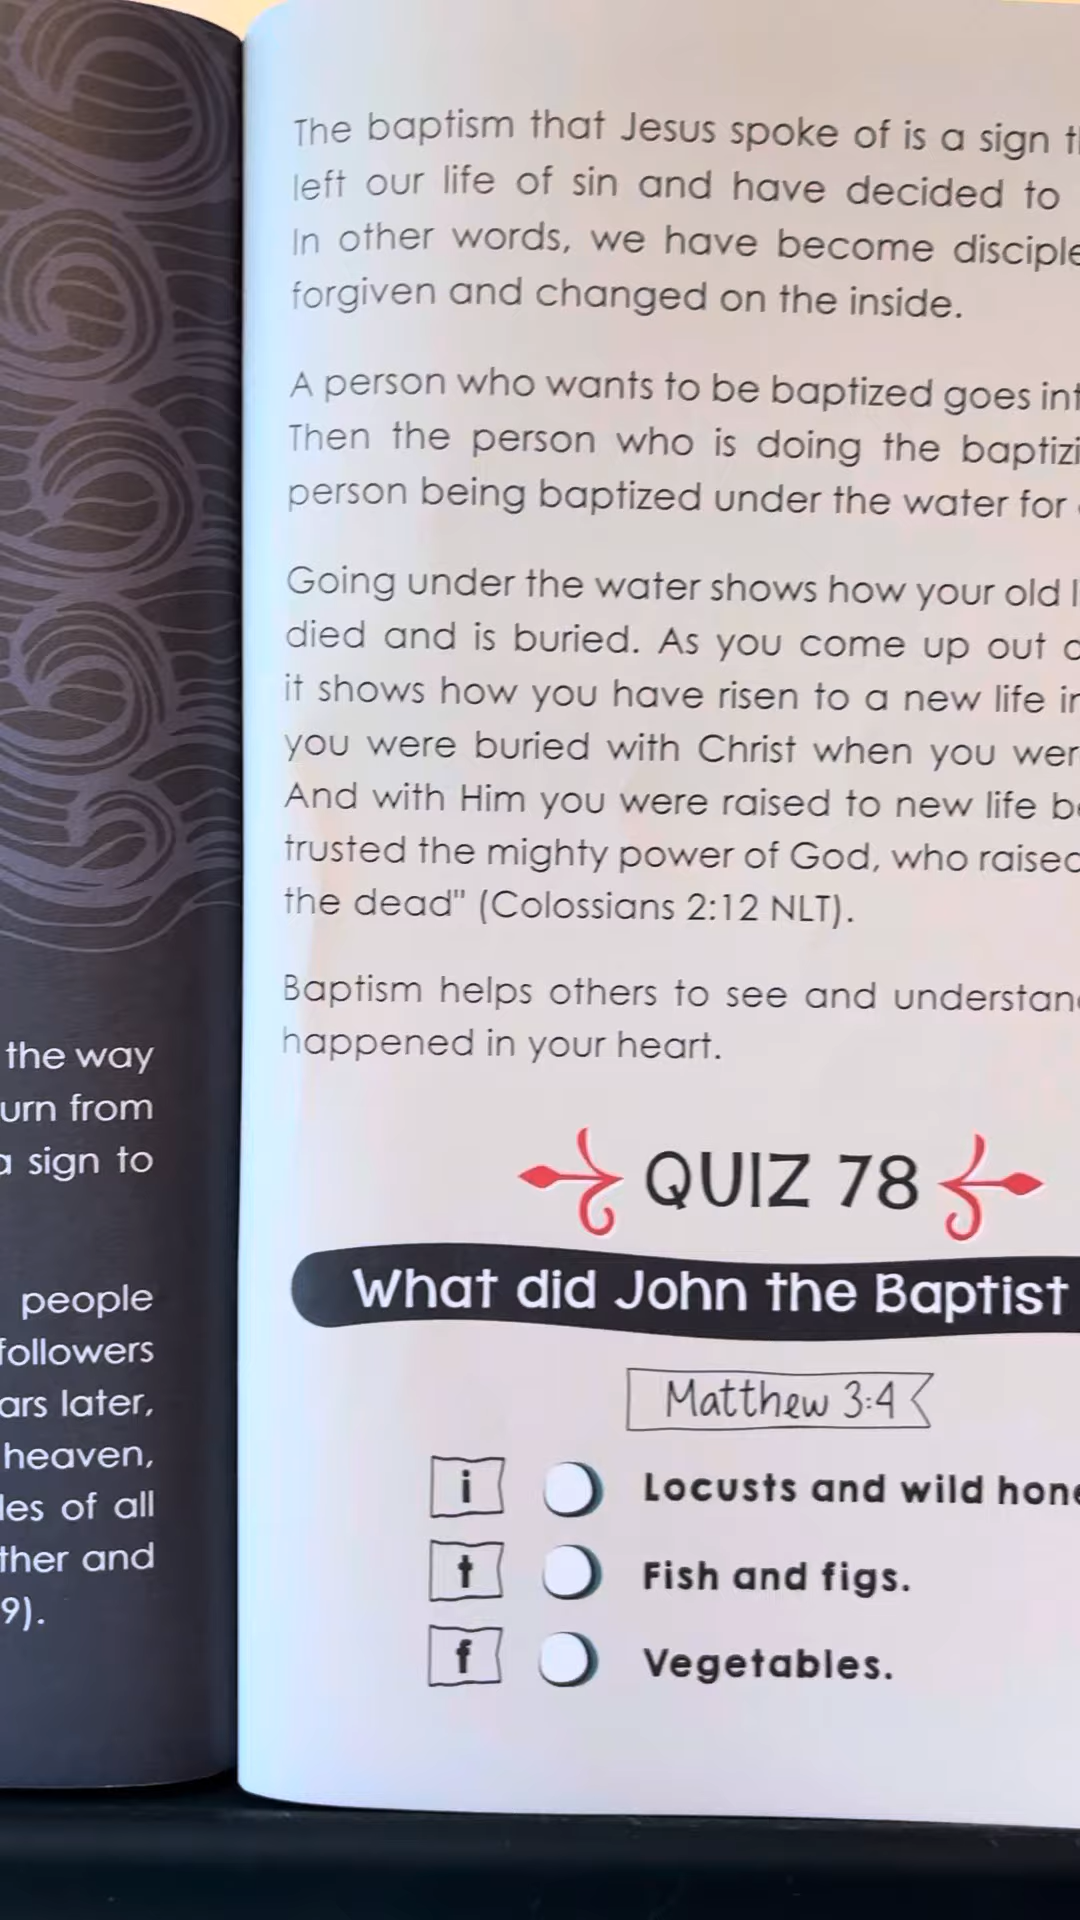 the way
urn from
a sign to
people
followers
ars later,
heaven,
les of all
ther and
9).
The baptism that Jesus spoke of is a sign
left our life of sin and have decided to
In other words, we have become disciple
forgiven and changed on the inside.
A person who wants to be baptized goes int
Then the person who is doing the baptizi
person being baptized under the water for
Going under the water shows how your old
died and is buried. As you come up out
it shows how you have risen to a new life in
you were buried with Christ when you wer
And with Him you were raised to new life be
trusted the mighty power of God, who raised
the dead" (Colossians 2:12 NLT).
Baptism helps others to see and understan
happened in your heart.
QUIZ 78
What did John the Baptist
Matthew 3:4
i Locusts and wild hone
t Fish and figs.
f Vegetables.